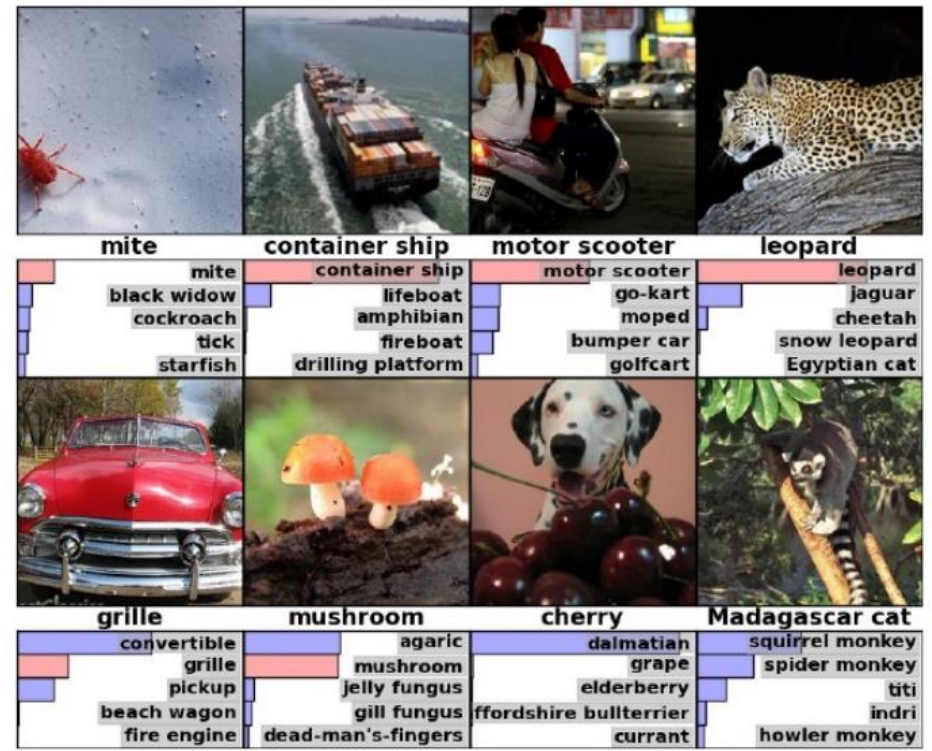 mite
container ship
motor scooter
leopard
mite
black widow
cockroach
tick
starfish
container ship
lifeboat
amphibian
fireboat
drilling platform
motor scooter
go-kart
moped
bumper car
golfcart
leopard
jaguar
cheetah
snow leopard
Egyptian cat
grille
mushroom
cherry
Madagascar cat
convertible
grille
pickup
beach wagon
fire engine
agaric
mushroom
jelly fungus
gill fungus
dead-man's-fingers
dalmatian
grape
elderberry
ffordshire bullterrier
currant
squirrel monkey
spider monkey
titi
indri
howler monkey